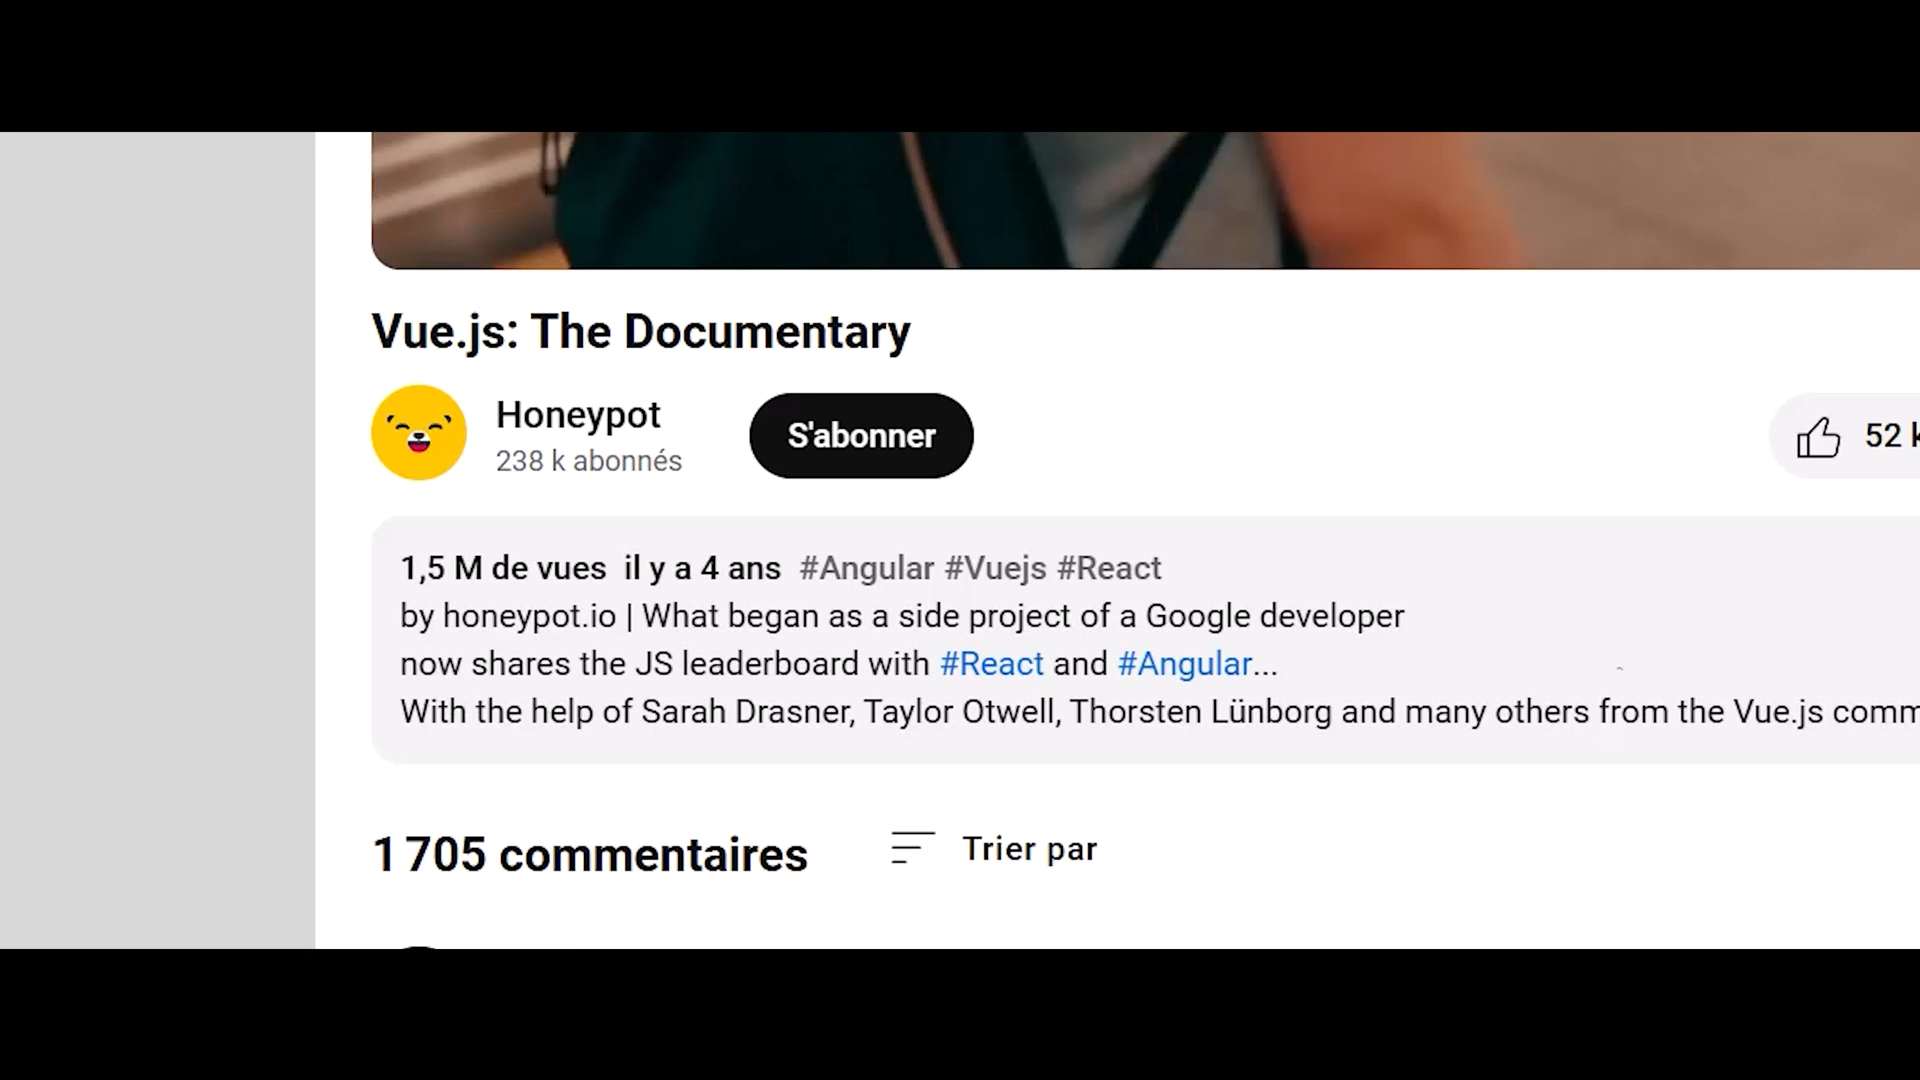 Vue.js: The Documentary
Honeypot
238 k abonnés
S'abonner
52 k
1,5 M de vues il y a 4 ans #Angular #Vuejs #React
by honeypot.io | What began as a side project of a Google developer
now shares the JS leaderboard with #React and #Angular...
With the help of Sarah Drasner, Taylor Otwell, Thorsten Lünborg and many others from the Vue.js comm
1 705 commentaires
Trier par